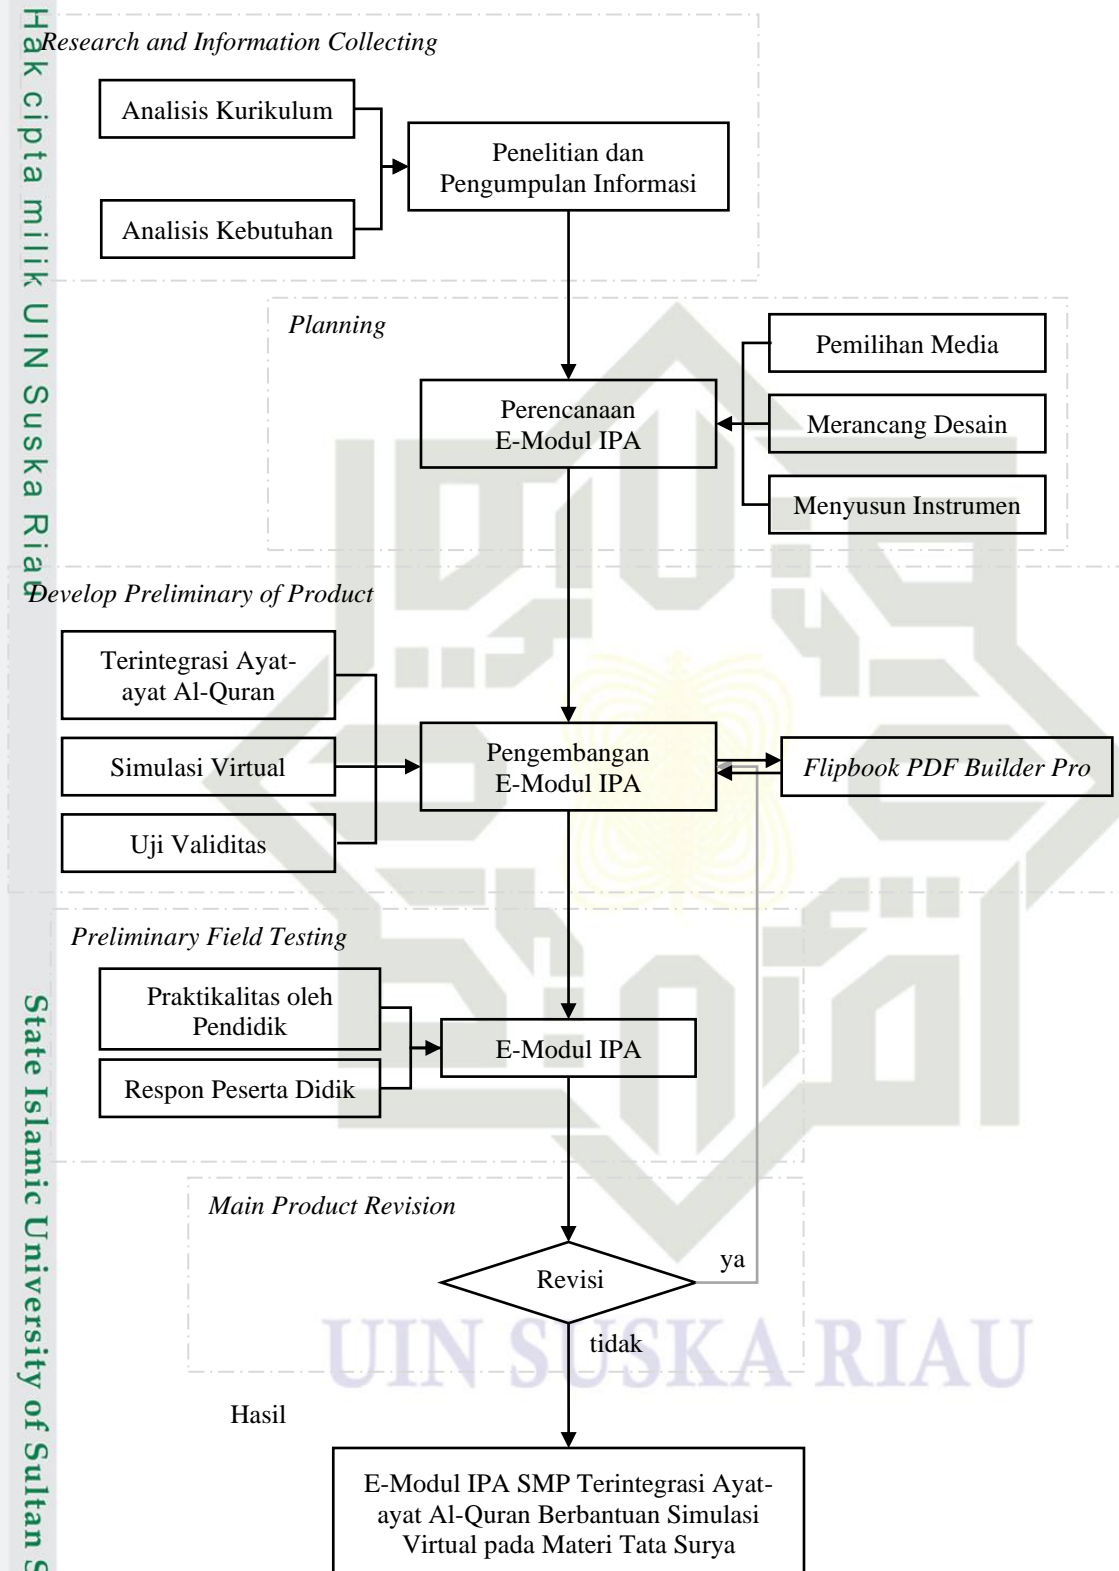 Hak cipta milik UIN Suska Riau
Research and Information Collecting
Analisis Kurikulum
Penelitian dan
Pengumpulan Informasi
Analisis Kebutuhan
Planning
Pemilihan Media
Perencanaan
E-Modul IPA
Merancang Desain
Menyusun Instrumen
Develop Preliminary of Product
Terintegrasi Ayat-
ayat Al-Quran
Simulasi Virtual
Pengembangan
E-Modul IPA
Flipbook PDF Builder Pro
Uji Validitas
Preliminary Field Testing
Praktikalitas oleh
Pendidik
E-Modul IPA
Respon Peserta Didik
State Islamic University of Sultan S
Main Product Revision
Revisi
ya
tidak
UIN SUSKA RIAU
Hasil
E-Modul IPA SMP Terintegrasi Ayat-
ayat Al-Quran Berbantuan Simulasi
Virtual pada Materi Tata Surya